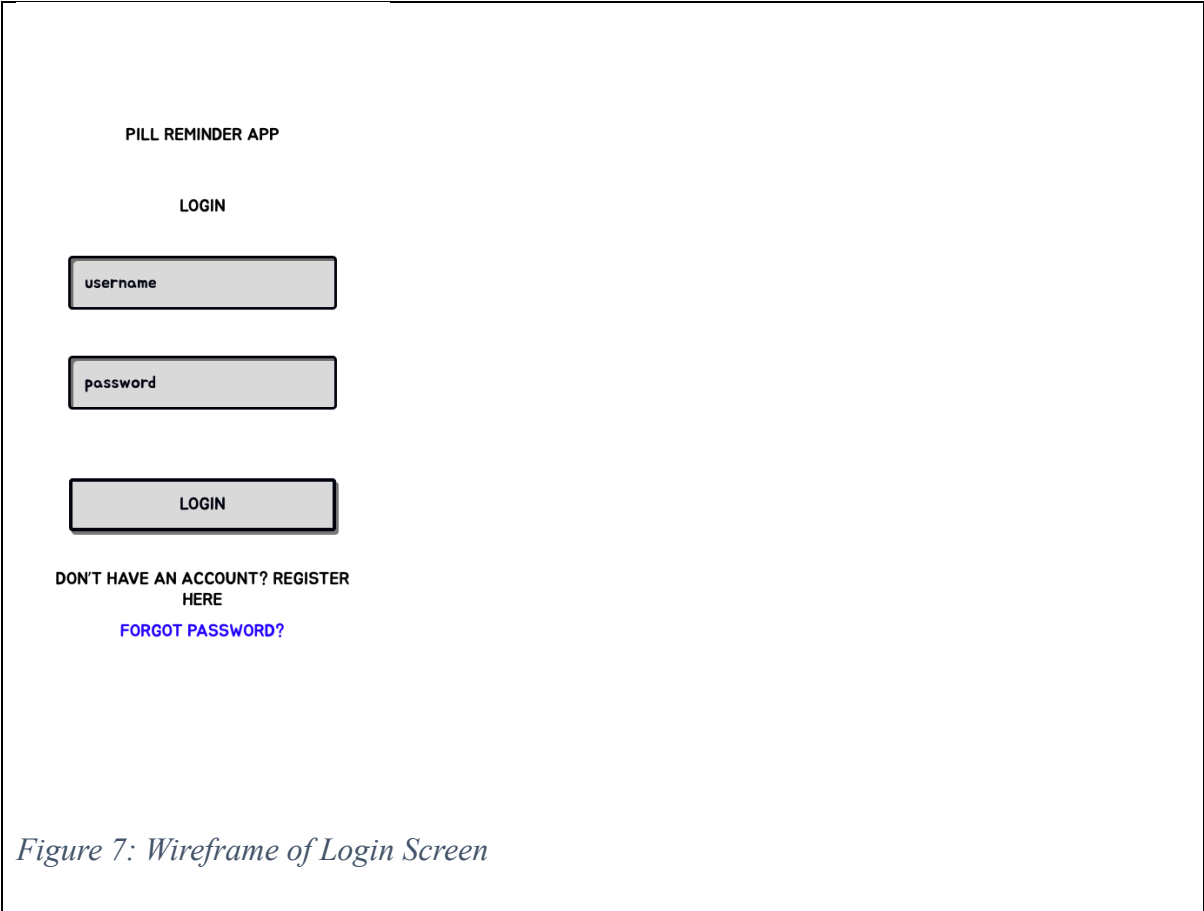 PILL REMINDER APP
LOGIN
username
password
LOGIN
DON'T HAVE AN ACCOUNT? REGISTER
HERE
FORGOT PASSWORD?
Figure 7: Wireframe of Login Screen